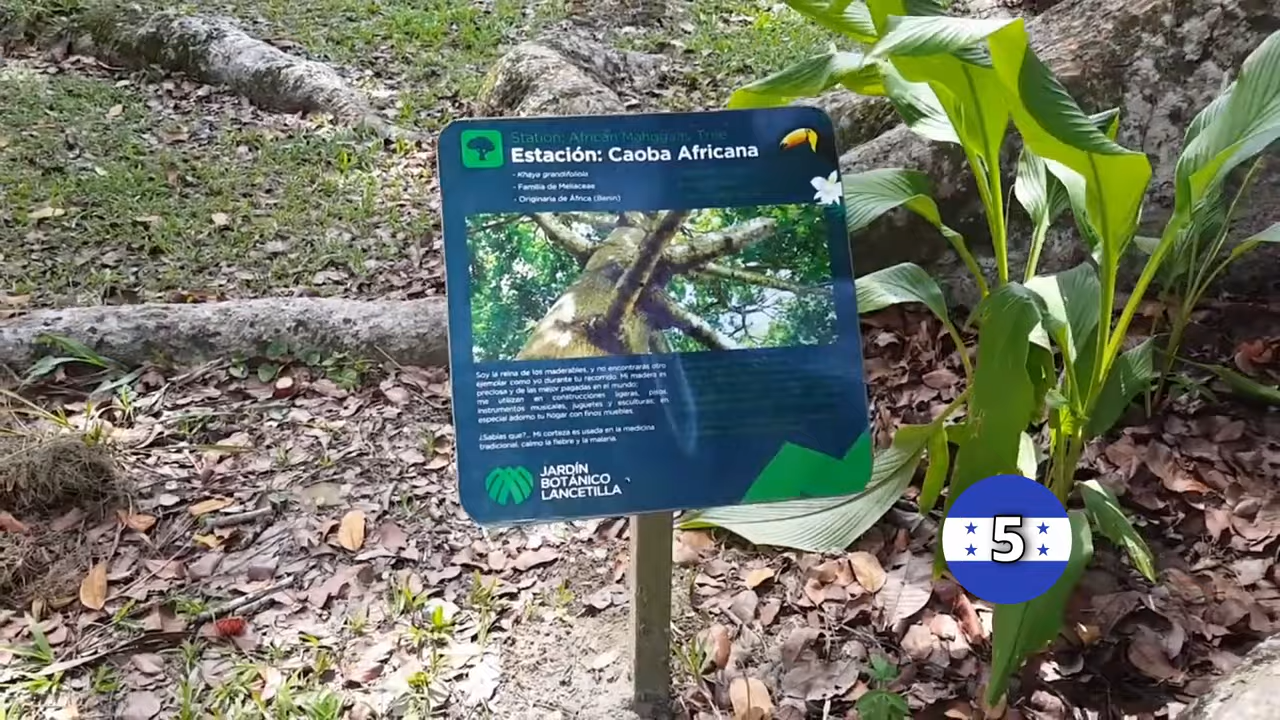 Station: African Mahogany Tree
Estación: Caoba Africana
- Khaya grandifoliola
- Familia de Meliaceae
- Originaria de África (Benin)
Soy la reina de los maderables, y no encontrarás otro
ejemplar como yo durante tu recorrido. Mi madera es
preciosa y de las mejor pagadas en el mundo;
me utilizan en construcciones ligeras, pisos,
instrumentos musicales, juguetes y esculturas; en
especial adorno tu hogar con finos muebles.
¿Sabías que?... Mi corteza es usada en la medicina
tradicional, calmo la fiebre y la malaria.
JARDÍN
BOTÁNICO
LANCETILLA
5